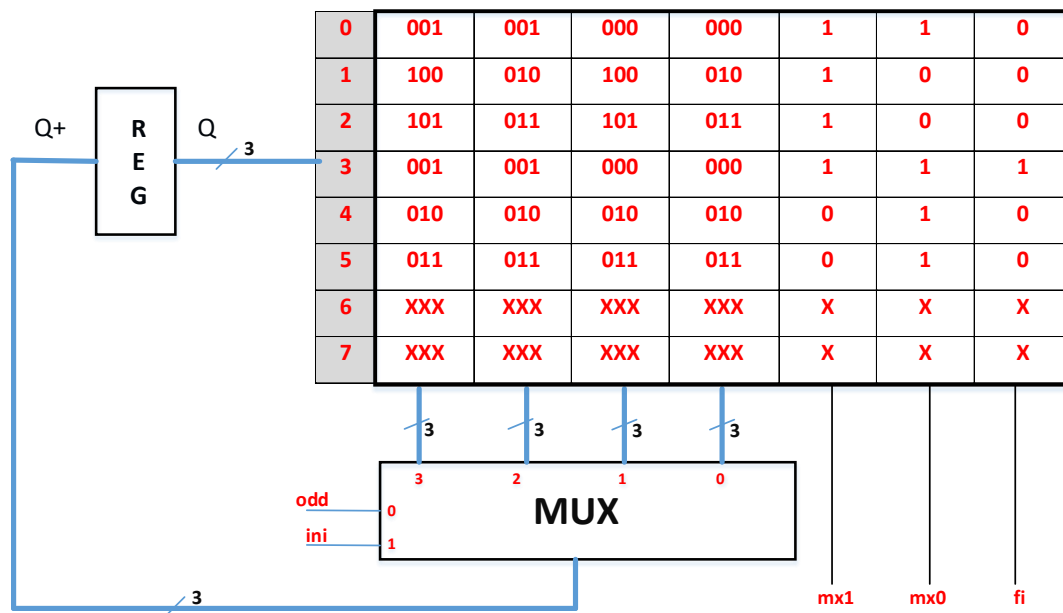 0 001 001 000 000 1 1 0
1 100 010 100 010 1 0 0
Q+ REG Q 3 2 101 011 101 011 1 0 0
3 001 001 000 000 1 1 1
4 010 010 010 010 0 1 0
5 011 011 011 011 0 1 0
6 XXX XXX XXX XXX X X X
7 XXX XXX XXX XXX X X X
3 3 3 3
3 2 1 0
odd 0 MUX
ini 1
3 mx1 mx0 fi